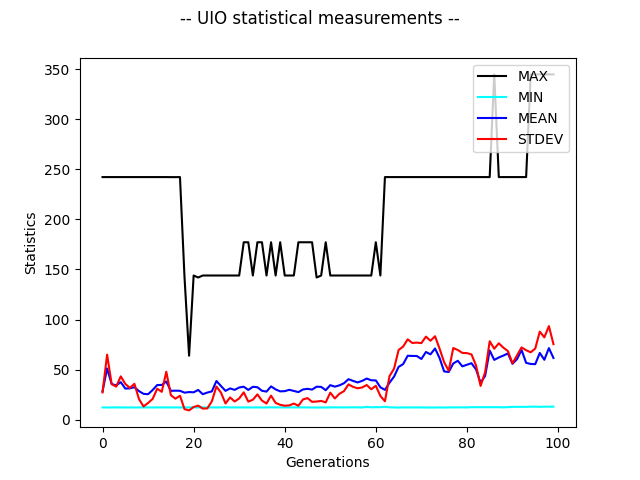 -- UIO statistical measurements --
350
300
250
200
150
100
50
0
Statistics
MAX
MIN
MEAN
STDEV
0 20 40 60 80 100
Generations